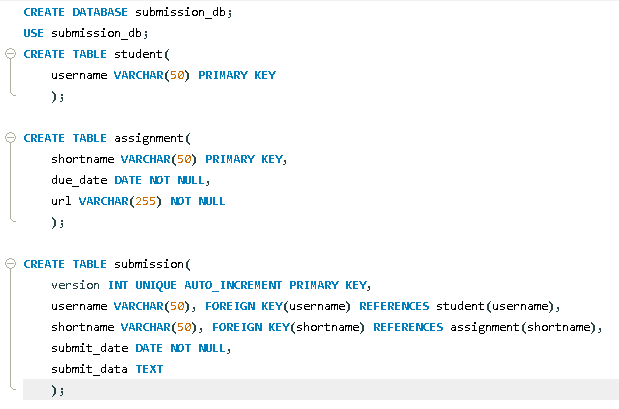 CREATE DATABASE submission_db;
USE submission_db;
CREATE TABLE student(
username VARCHAR(50) PRIMARY KEY
);
CREATE TABLE assignment(
shortname VARCHAR(50) PRIMARY KEY,
due_date DATE NOT NULL,
url VARCHAR(255) NOT NULL
);
CREATE TABLE submission(
version INT UNIQUE AUTO_INCREMENT PRIMARY KEY,
username VARCHAR(50), FOREIGN KEY(username) REFERENCES student(username),
shortname VARCHAR(50), FOREIGN KEY(shortname) REFERENCES assignment(shortname),
submit_date DATE NOT NULL,
submit_data TEXT
);